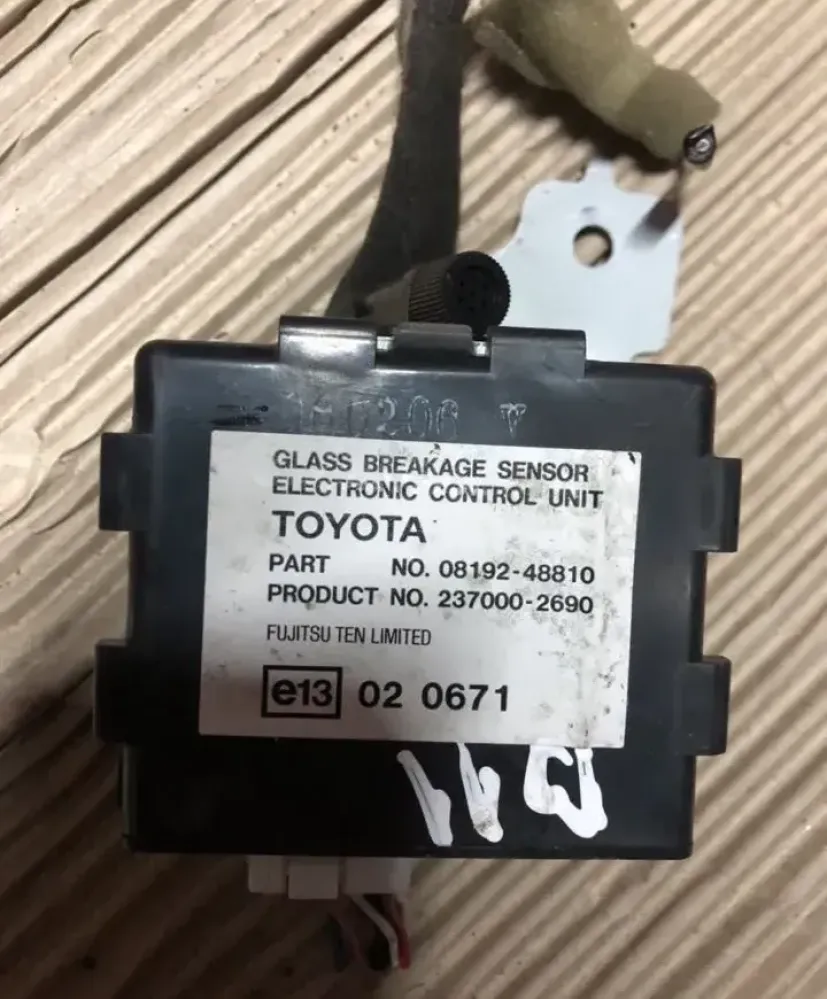 GLASS BREAKAGE SENSOR
ELECTRONIC CONTROL UNIT
TOYOTA
PART NO. 08192-48810
PRODUCT NO. 237000-2690
FUJITSU TEN LIMITED
e13 02 0671